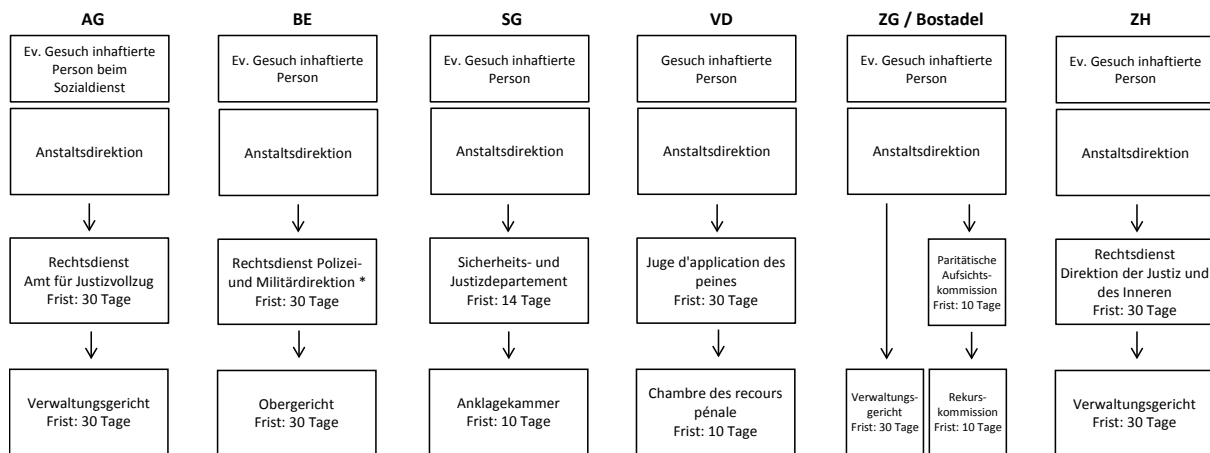 AG
Ev. Gesuch inhaftierte
Person beim
Sozialdienst
Anstaltsdirektion
Rechtsdienst
Amt für Justizvollzug
Frist: 30 Tage
Verwaltungsgericht
Frist: 30 Tage
BE
Ev. Gesuch inhaftierte
Person
Anstaltsdirektion
Rechtsdienst Polizei-
und Militärdirektion *
Frist: 30 Tage
Obergericht
Frist: 30 Tage
SG
Ev. Gesuch inhaftierte
Person
Anstaltsdirektion
Sicherheits- und
Justizdepartement
Frist: 14 Tage
Anklagekammer
Frist: 10 Tage
VD
Gesuch inhaftierte
Person
Anstaltsdirektion
Juge d'application des
peines
Frist: 30 Tage
Chambre des recours
pénale
Frist: 10 Tage
ZG / Bostadel
Ev. Gesuch inhaftierte
Person
Anstaltsdirektion
Paritätische
Aufsichts-
kommission
Frist: 10 Tage
Verwaltungs-
gericht
Frist: 30 Tage
Rekurs-
kommission
Frist: 10 Tage
ZH
Ev. Gesuch inhaftierte
Person
Anstaltsdirektion
Rechtsdienst
Direktion der Justiz und
des Inneren
Frist: 30 Tage
Verwaltungsgericht
Frist: 30 Tage